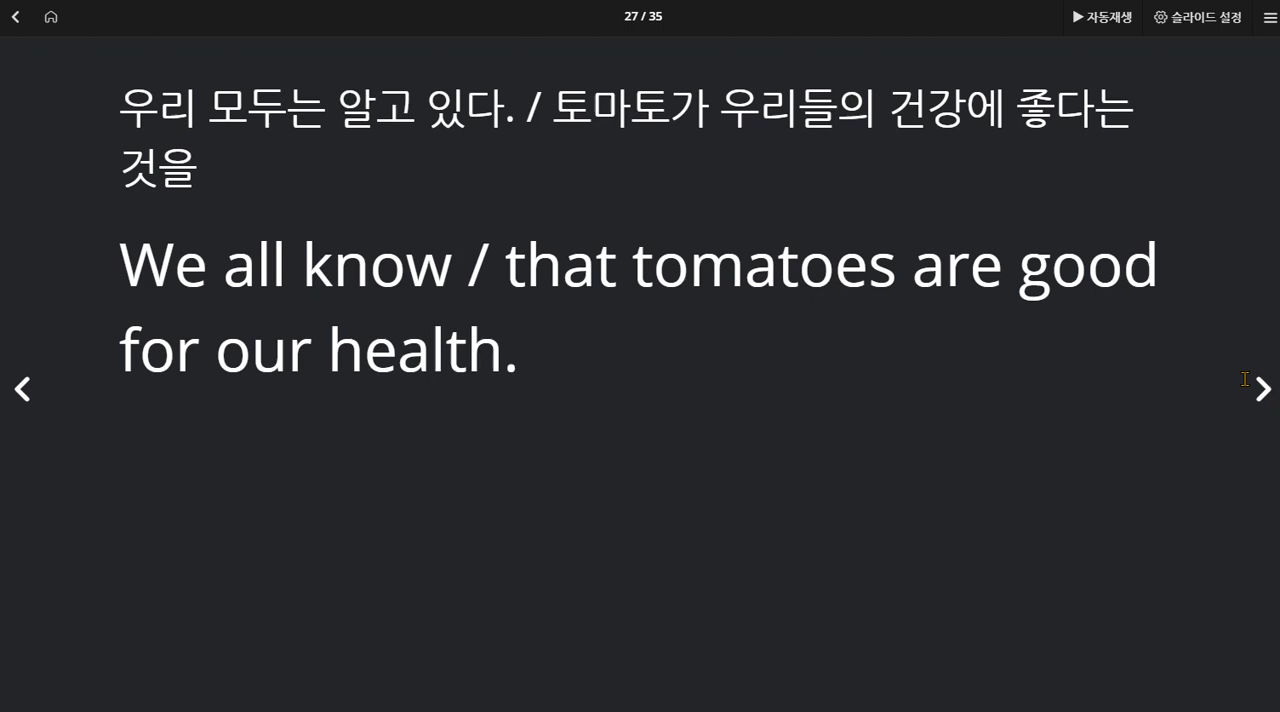 27 / 35
자동재생
슬라이드 설정
우리 모두는 알고 있다. / 토마토가 우리들의 건강에 좋다는
것을
We all know / that tomatoes are good
for our health.